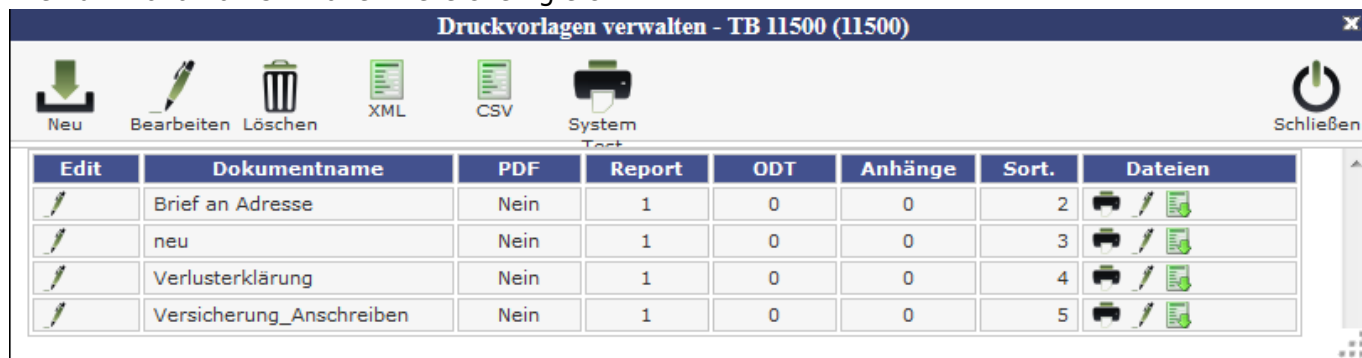 Druckvorlagen verwalten - TB 11500 (11500)
Neu Bearbeiten Löschen XML CSV System Test Schließen
Edit Dokumentname PDF Report ODT Anhänge Sort. Dateien
Brief an Adresse Nein 1 0 0 2
neu Nein 1 0 0 3
Verlusterklärung Nein 1 0 0 4
Versicherung_Anschreiben Nein 1 0 0 5